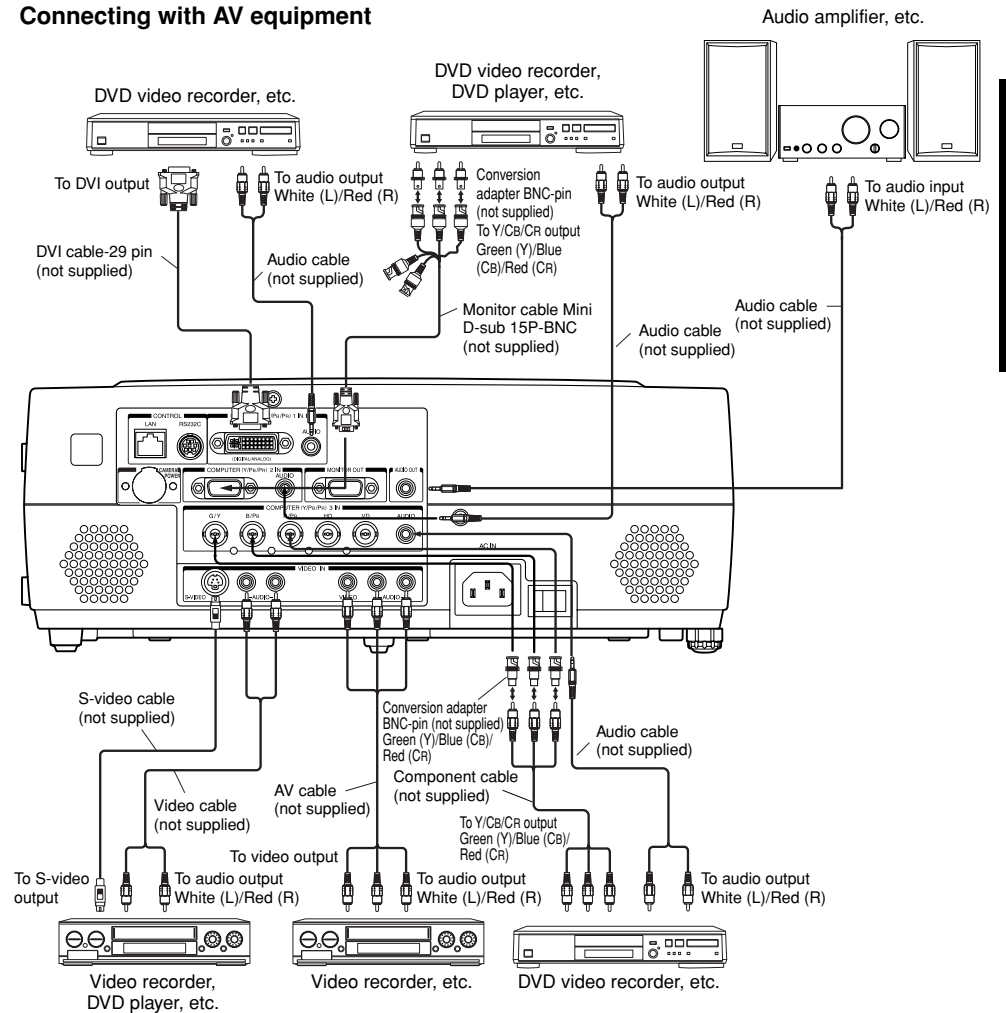 Connecting with AV equipment
Audio amplifier, etc.
DVD video recorder,
DVD player, etc.
DVD video recorder, etc.
To DVI output
To audio output
White (L)/Red (R)
Conversion
adapter BNC-pin
(not supplied)
To Y/CB/CR output
Green (Y)/Blue
(CB)/Red (CR)
To audio output
White (L)/Red (R)
To audio input
White (L)/Red (R)
DVI cable-29 pin
(not supplied)
Audio cable
(not supplied)
Monitor cable Mini
D-sub 15P-BNC
(not supplied)
Audio cable
(not supplied)
Audio cable
(not supplied)
CONTROL
LAN
RS232C
(PB/PR) 1 IN
AUDIO
(DIGITAL/ANALOG)
CAMERA
POWER
COMPUTER (Y/PB/PR) 2 IN
AUDIO
MONITOR OUT
AUDIO OUT
COMPUTER (Y/PB/PR) 3 IN
G/Y
B/PB
R/PR
HD
VD
AUDIO
AC IN
VIDEO IN
S-VIDEO
AUDIO
VIDEO
AUDIO
S-video cable
(not supplied)
Conversion adapter
BNC-pin (not supplied)
Green (Y)/Blue (CB)/
Red (CR)
Audio cable
(not supplied)
Video cable
(not supplied)
AV cable
(not supplied)
Component cable
(not supplied)
To Y/CB/CR output
Green (Y)/Blue (CB)/
Red (CR)
To S-video
output
To audio output
White (L)/Red (R)
To video output
To audio output
White (L)/Red (R)
To audio output
White (L)/Red (R)
Video recorder,
DVD player, etc.
Video recorder, etc.
DVD video recorder, etc.